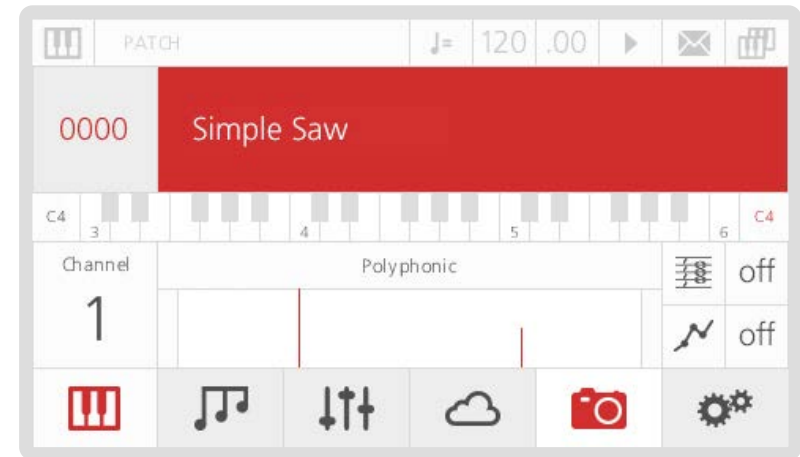 PATCH ♩= 120 .00
0000 Simple Saw
C4 3 4 5 6 C4
Channel Polyphonic off
1 off